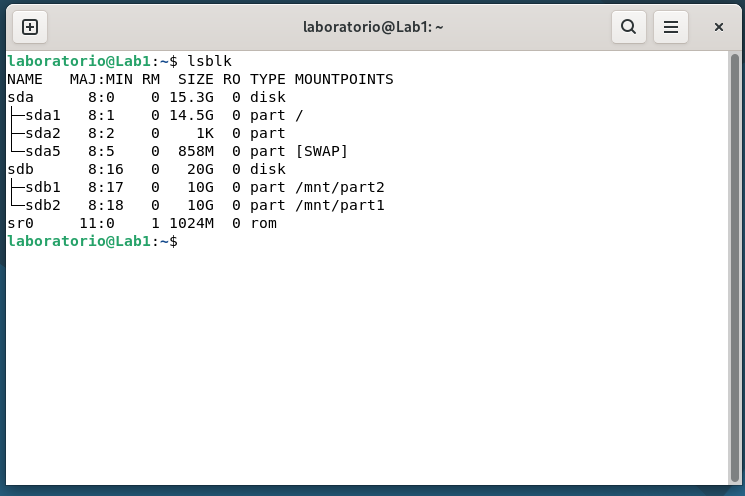 laboratorio@Lab1: ~
laboratorio@Lab1:~$ lsblk
NAME   MAJ:MIN RM  SIZE RO TYPE MOUNTPOINTS
sda      8:0    0 15.3G  0 disk
├─sda1   8:1    0 14.5G  0 part /
├─sda2   8:2    0    1K  0 part
└─sda5   8:5    0  858M  0 part [SWAP]
sdb      8:16   0   20G  0 disk
├─sdb1   8:17   0   10G  0 part /mnt/part2
└─sdb2   8:18   0   10G  0 part /mnt/part1
sr0     11:0    1 1024M  0 rom
laboratorio@Lab1:~$